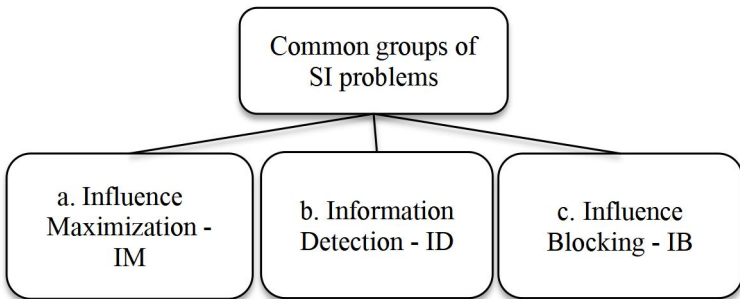 Common groups of
SI problems
a. Influence
Maximization -
IM
b. Information
Detection - ID
c. Influence
Blocking - IB